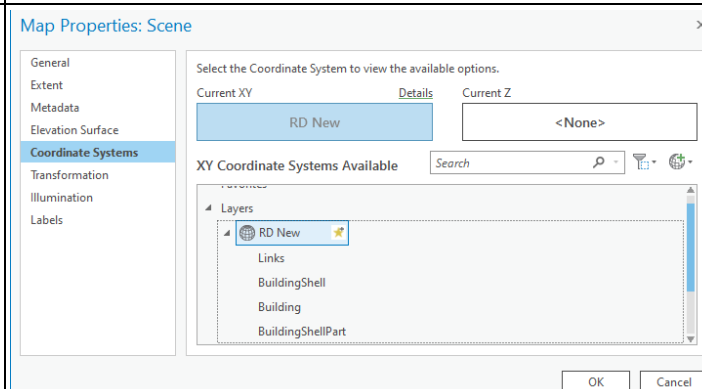 Map Properties: Scene
General
Extent
Metadata
Elevation Surface
Coordinate Systems
Transformation
Illumination
Labels
Select the Coordinate System to view the available options.
Current XY Details Current Z
RD New <None>
XY Coordinate Systems Available Search
Favorites
Layers
RD New
Links
BuildingShell
Building
BuildingShellPart
OK Cancel